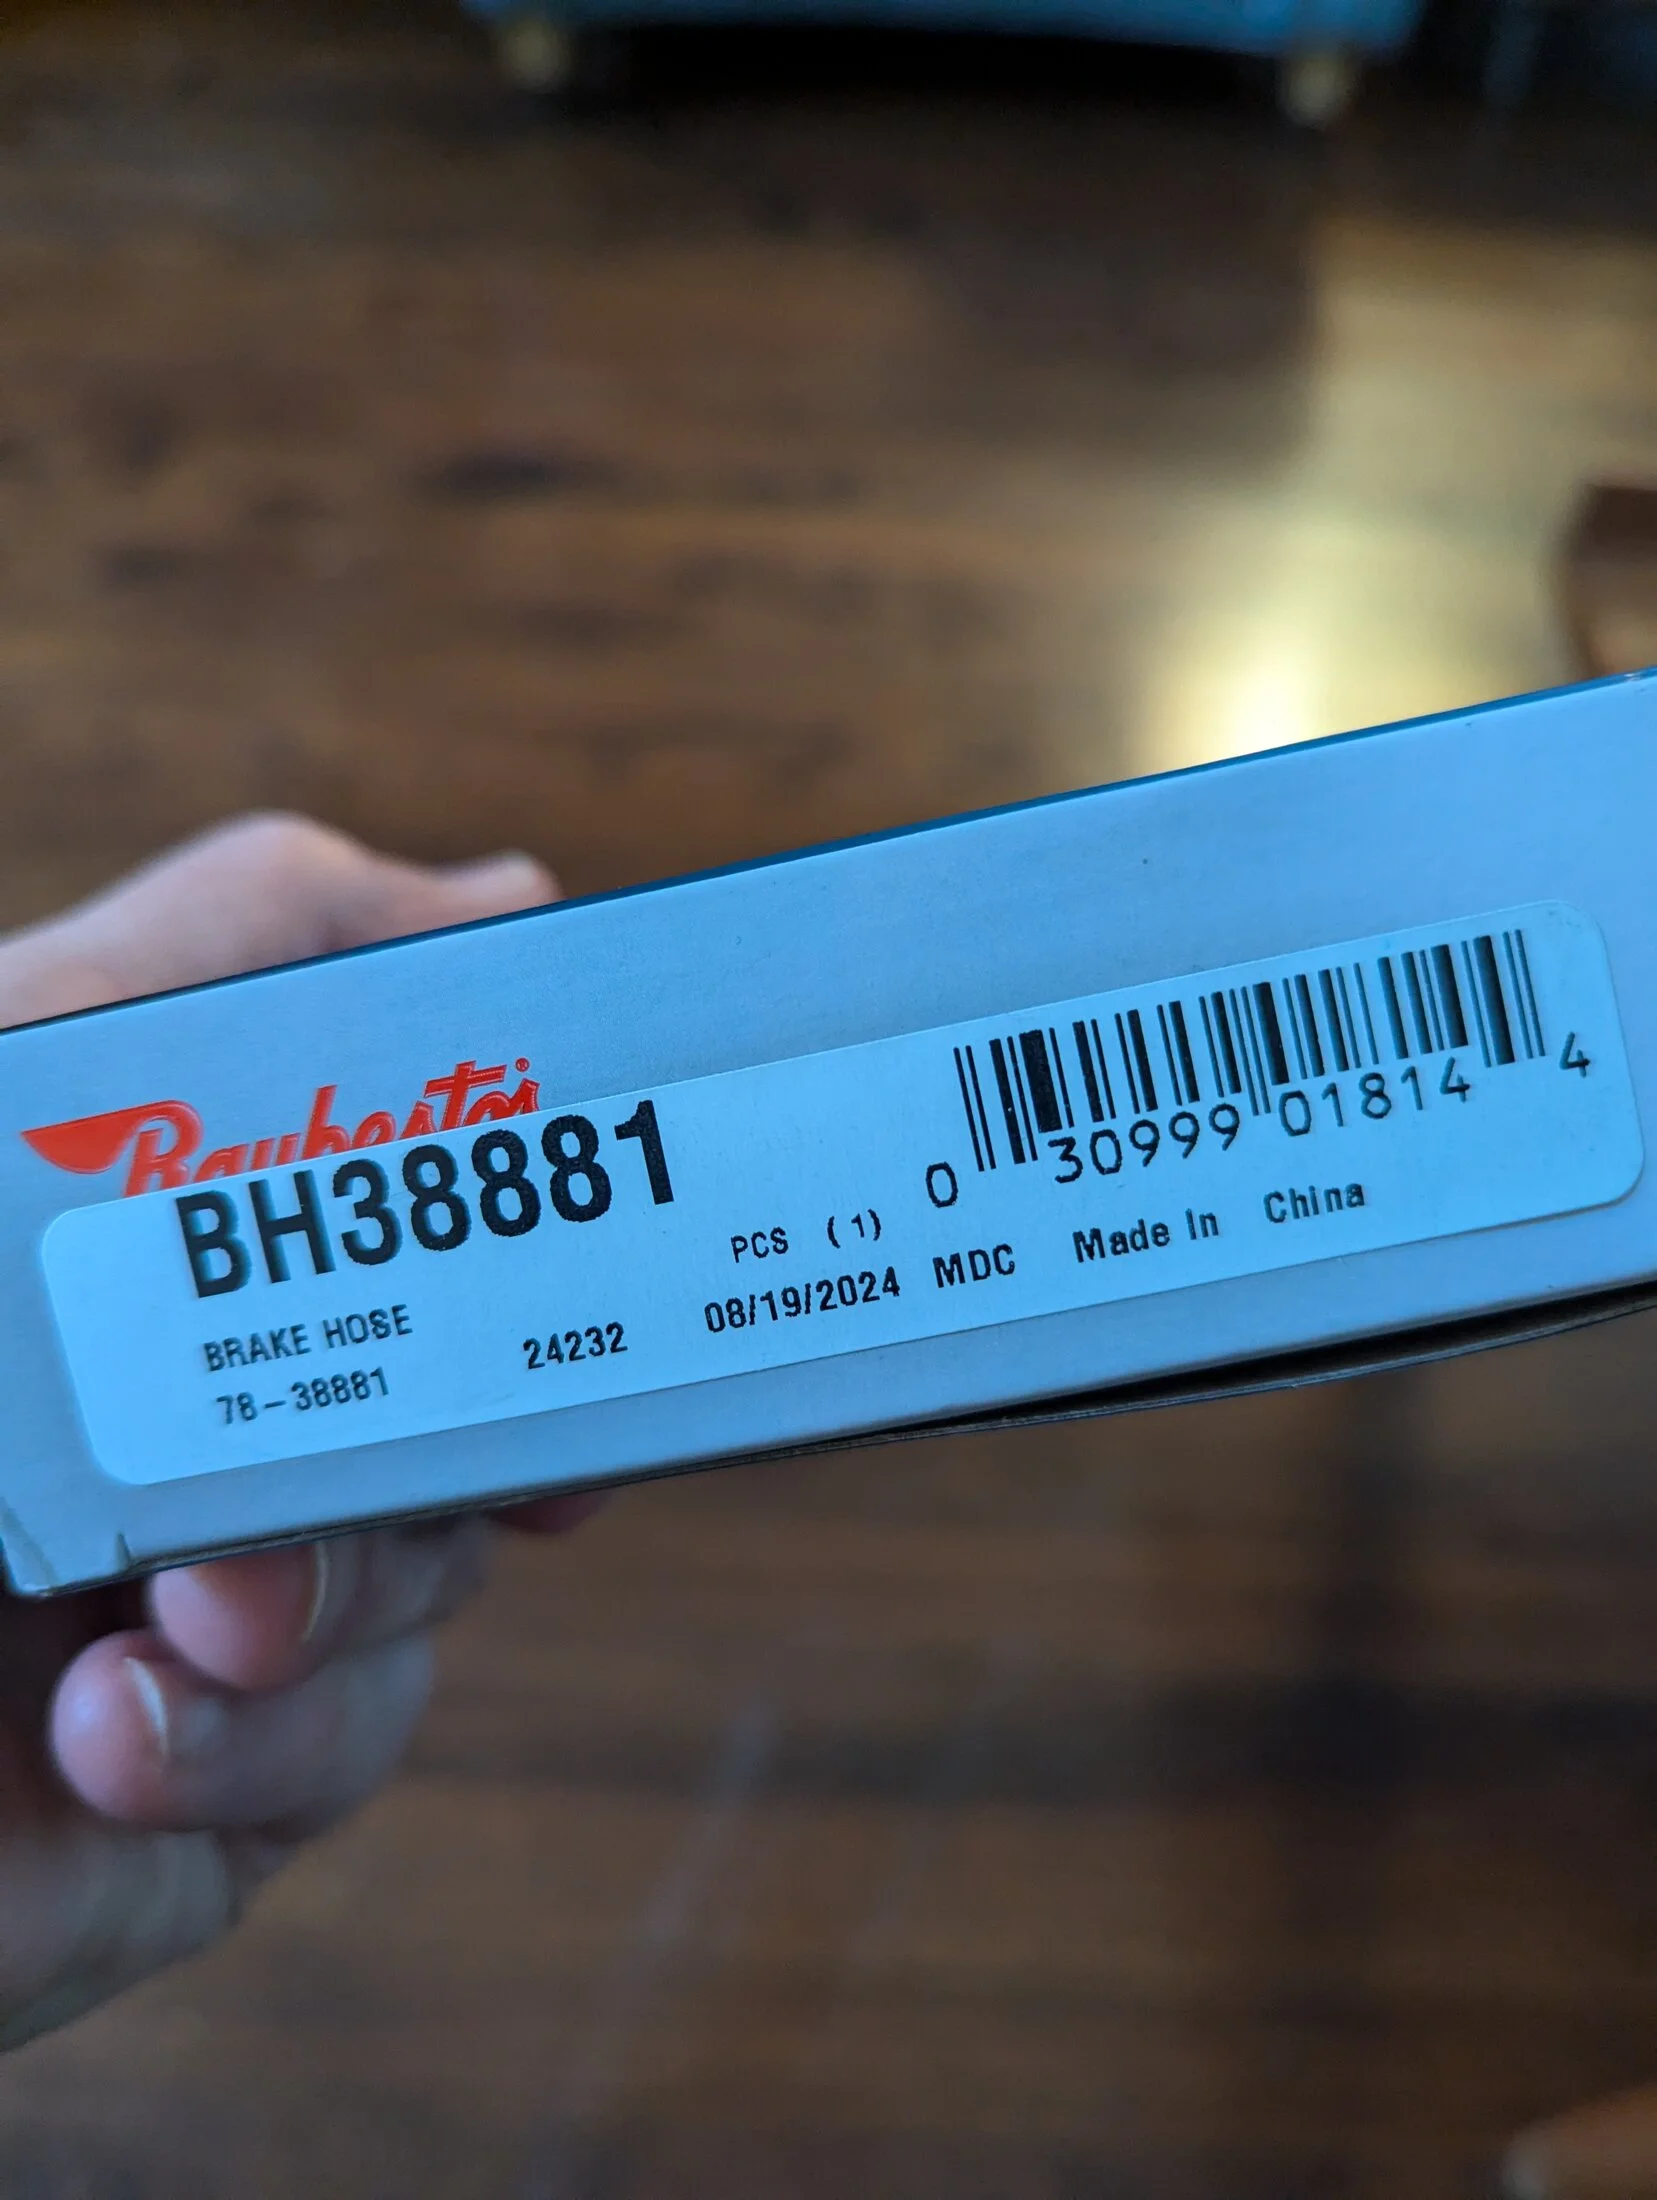 Raybestos®
BH38881
BRAKE HOSE
78-38881
24232
PCS (1)
08/19/2024 MDC Made In China
0 30999 01814 4